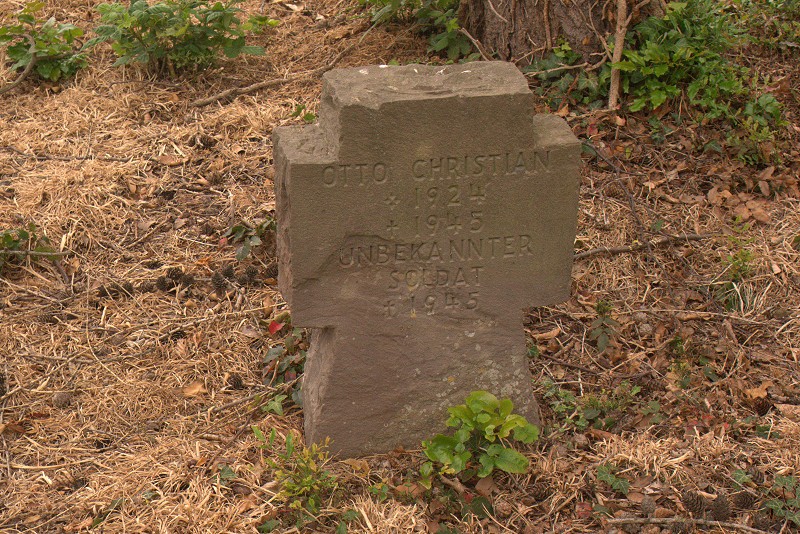 OTTO CHRISTIAN
* 1924
+ 1945
UNBEKANNTER
SOLDAT
+ 1945